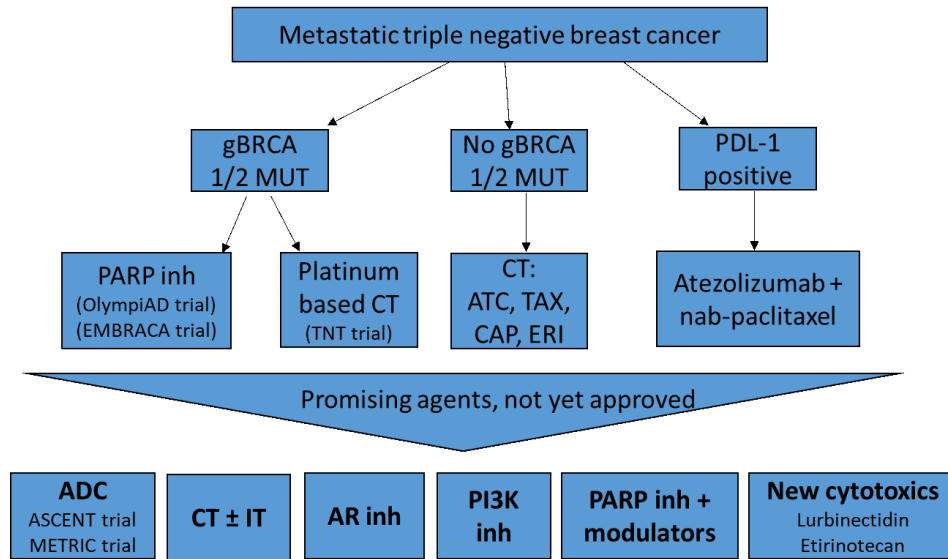 Metastatic triple negative breast cancer
gBRCA
1/2 MUT
No gBRCA
1/2 MUT
PDL-1
positive
PARP inh
(OlympiAD trial)
(EMBRACA trial)
Platinum
based CT
(TNT trial)
CT:
ATC, TAX,
CAP, ERI
Atezolizumab +
nab-paclitaxel
Promising agents, not yet approved
ADC
ASCENT trial
METRIC trial
CT ± IT
AR inh
PI3K
inh
PARP inh +
modulators
New cytotoxics
Lurbinectidin
Etirinotecan